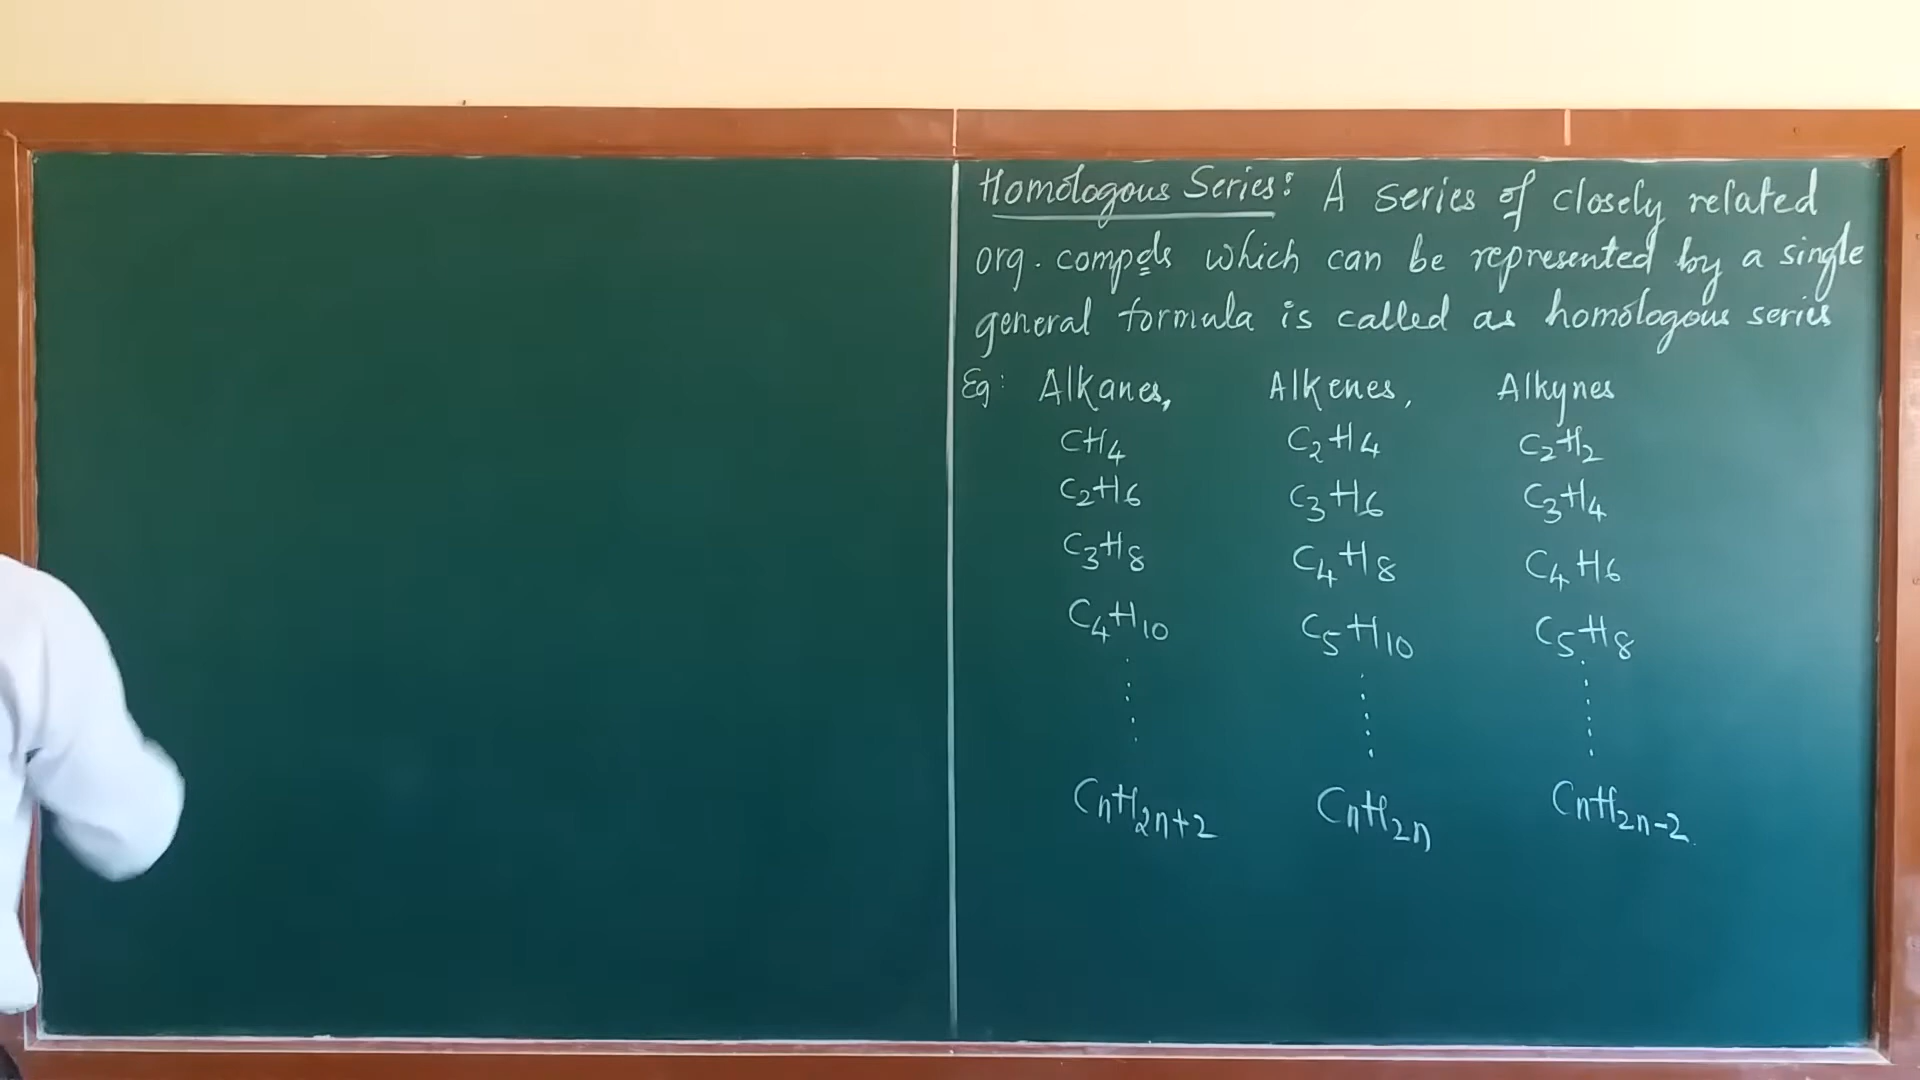 Homologous Series: A series of closely related
org. compds which can be represented by a single
general formula is called as homologous series
Eg: Alkanes, Alkenes, Alkynes
CH4 C2H4 C2H2
C2H6 C3H6 C3H4
C3H8 C4H8 C4H6
C4H10 C5H10 C5H8
CnH2n+2 CnH2n CnH2n-2